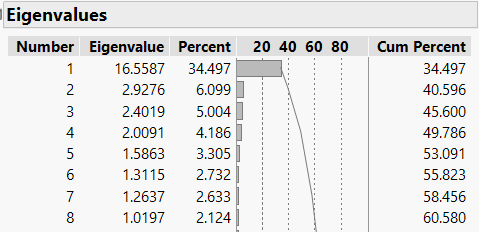 Eigenvalues
Number Eigenvalue Percent 20 40 60 80 Cum Percent
1 16.5587 34.497 34.497
2 2.9276 6.099 40.596
3 2.4019 5.004 45.600
4 2.0091 4.186 49.786
5 1.5863 3.305 53.091
6 1.3115 2.732 55.823
7 1.2637 2.633 58.456
8 1.0197 2.124 60.580